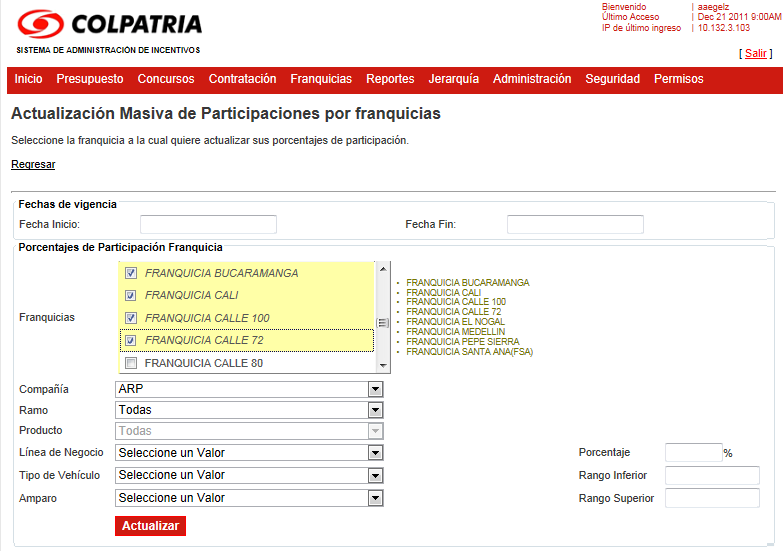 COLPATRIA
SISTEMA DE ADMINISTRACIÓN DE INCENTIVOS
Bienvenido | aaegelz
Último Acceso | Dec 21 2011 9:00AM
IP de último ingreso | 10.132.3.103
[ Salir ]
Inicio Presupuesto Concursos Contratación Franquicias Reportes Jerarquía Administración Seguridad Permisos
Actualización Masiva de Participaciones por franquicias
Seleccione la franquicia a la cual quiere actualizar sus porcentajes de participación.
Regresar
Fechas de vigencia
Fecha Inicio: Fecha Fin:
Porcentajes de Participación Franquicia
Franquicias
FRANQUICIA BUCARAMANGA
FRANQUICIA CALI
FRANQUICIA CALLE 100
FRANQUICIA CALLE 72
FRANQUICIA CALLE 80
• FRANQUICIA BUCARAMANGA
• FRANQUICIA CALI
• FRANQUICIA CALLE 100
• FRANQUICIA CALLE 72
• FRANQUICIA EL NOGAL
• FRANQUICIA MEDELLIN
• FRANQUICIA PEPE SIERRA
• FRANQUICIA SANTA ANA(FSA)
Compañía ARP
Ramo Todas
Producto Todas
Línea de Negocio Seleccione un Valor Porcentaje %
Tipo de Vehículo Seleccione un Valor Rango Inferior
Amparo Seleccione un Valor Rango Superior
Actualizar